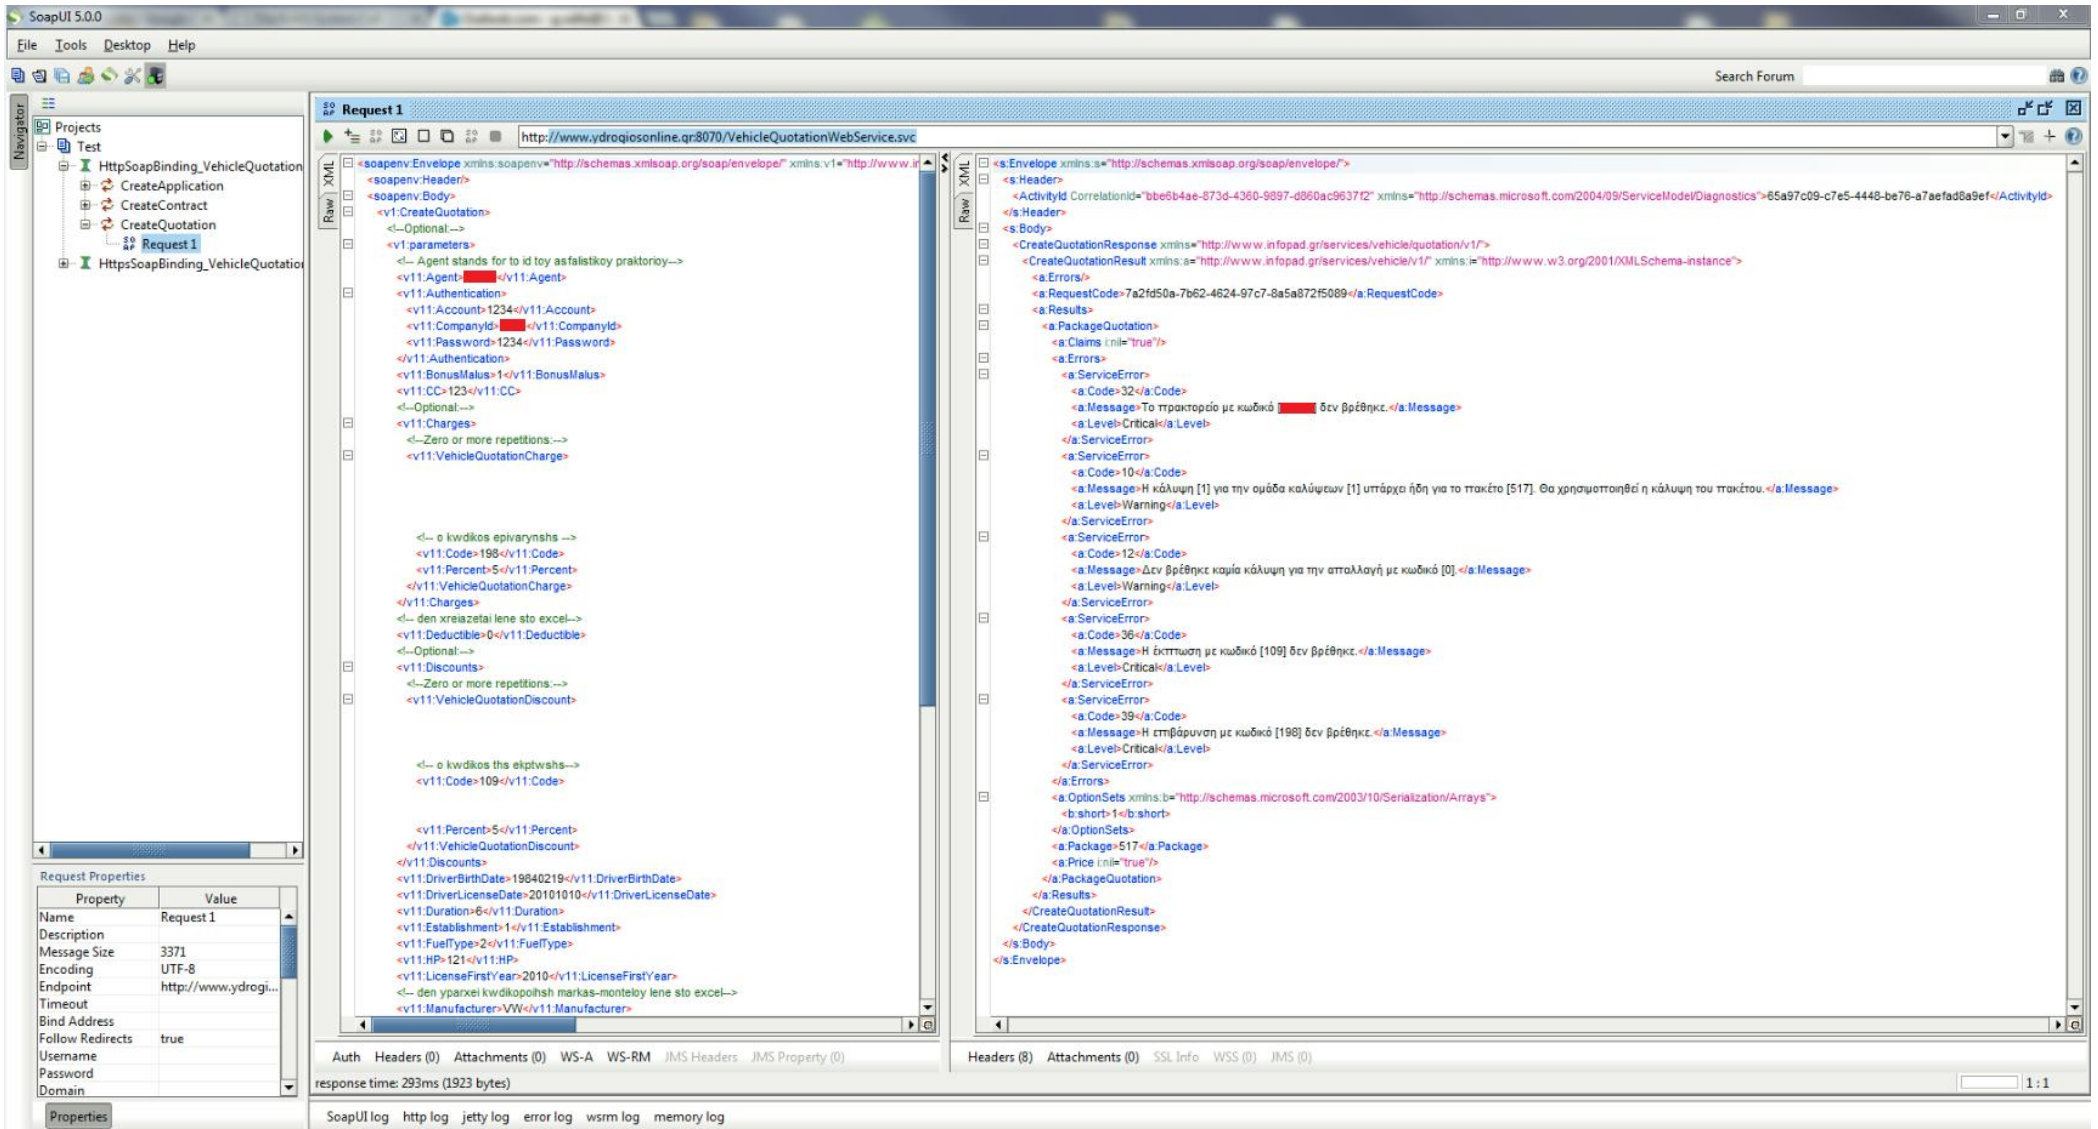 SoapUI 5.0.0
File Tools Desktop Help
Search Forum
Navigator
Projects
Test
HttpSoapBinding_VehicleQuotation
CreateApplication
CreateContract
CreateQuotation
Request 1
HttpsSoapBinding_VehicleQuotation
Request Properties
Property Value
Name Request 1
Description
Message Size 3371
Encoding UTF-8
Endpoint http://www.ydrogi...
Timeout
Bind Address
Follow Redirects true
Username
Password
Domain
Properties
Request 1
http://www.ydrogiosonline.gr:8070/VehicleQuotationWebService.svc
XML
Raw
<soapenv:Envelope xmlns:soapenv="http://schemas.xmlsoap.org/soap/envelope/" xmlns:v1="http://www.ir
<soapenv:Header/>
<soapenv:Body>
<v1:CreateQuotation>
<!--Optional:-->
<v1:parameters>
<!-- Agent stands for to id toy asfalistikoy praktorioy-->
<v11:Agent> </v11:Agent>
<v11:Authentication>
<v11:Account>1234</v11:Account>
<v11:CompanyId> </v11:CompanyId>
<v11:Password>1234</v11:Password>
</v11:Authentication>
<v11:BonusMalus>1</v11:BonusMalus>
<v11:CC>123</v11:CC>
<!--Optional:-->
<v11:Charges>
<!--Zero or more repetitions:-->
<v11:VehicleQuotationCharge>
<!-- o kwdikos epivarynshs -->
<v11:Code>198</v11:Code>
<v11:Percent>5</v11:Percent>
</v11:VehicleQuotationCharge>
</v11:Charges>
<!-- den xreiazetai lene sto excel-->
<v11:Deductible>0</v11:Deductible>
<!--Optional:-->
<v11:Discounts>
<!--Zero or more repetitions:-->
<v11:VehicleQuotationDiscount>
<!-- o kwdikos ths ekptwshs-->
<v11:Code>109</v11:Code>
<v11:Percent>5</v11:Percent>
</v11:VehicleQuotationDiscount>
</v11:Discounts>
<v11:DriverBirthDate>19840219</v11:DriverBirthDate>
<v11:DriverLicenseDate>20101010</v11:DriverLicenseDate>
<v11:Duration>6</v11:Duration>
<v11:Establishment>1</v11:Establishment>
<v11:FuelType>2</v11:FuelType>
<v11:HP>121</v11:HP>
<v11:LicenseFirstYear>2010</v11:LicenseFirstYear>
<!-- den yparxei kwdikopoihsh markas-monteloy lene sto excel-->
<v11:Manufacturer>VW</v11:Manufacturer>
Auth Headers (0) Attachments (0) WS-A WS-RM JMS Headers JMS Property (0)
XML
Raw
<s:Envelope xmlns:s="http://schemas.xmlsoap.org/soap/envelope/">
<s:Header>
<ActivityId CorrelationId="bbe6b4ae-873d-4360-9897-d860ac9637f2" xmlns="http://schemas.microsoft.com/2004/09/ServiceModel/Diagnostics">65a97c09-c7e5-4448-be76-a7aefad8a9ef</ActivityId>
</s:Header>
<s:Body>
<CreateQuotationResponse xmlns="http://www.infopad.gr/services/vehicle/quotation/v1/">
<CreateQuotationResult xmlns:a="http://www.infopad.gr/services/vehicle/v1/" xmlns:i="http://www.w3.org/2001/XMLSchema-instance">
<a:Errors/>
<a:RequestCode>7a2fd50a-7b62-4624-97c7-8a5a872f5089</a:RequestCode>
<a:Results>
<a:PackageQuotation>
<a:Claims i:nil="true"/>
<a:Errors>
<a:ServiceError>
<a:Code>32</a:Code>
<a:Message>Το πρακτορείο με κωδικό [ ] δεν βρέθηκε.</a:Message>
<a:Level>Critical</a:Level>
</a:ServiceError>
<a:ServiceError>
<a:Code>10</a:Code>
<a:Message>Η κάλυψη [1] για την ομάδα καλύψεων [1] υπάρχει ήδη για το πακέτο [517]. Θα χρησιμοποιηθεί η κάλυψη του πακέτου.</a:Message>
<a:Level>Warning</a:Level>
</a:ServiceError>
<a:ServiceError>
<a:Code>12</a:Code>
<a:Message>Δεν βρέθηκε καμία κάλυψη για την απαλλαγή με κωδικό [0].</a:Message>
<a:Level>Warning</a:Level>
</a:ServiceError>
<a:ServiceError>
<a:Code>36</a:Code>
<a:Message>Η έκπτωση με κωδικό [109] δεν βρέθηκε.</a:Message>
<a:Level>Critical</a:Level>
</a:ServiceError>
<a:ServiceError>
<a:Code>39</a:Code>
<a:Message>Η επιβάρυνση με κωδικό [198] δεν βρέθηκε.</a:Message>
<a:Level>Critical</a:Level>
</a:ServiceError>
</a:Errors>
<a:OptionSets xmlns:b="http://schemas.microsoft.com/2003/10/Serialization/Arrays">
<b:short>1</b:short>
</a:OptionSets>
<a:Package>517</a:Package>
<a:Price i:nil="true"/>
</a:PackageQuotation>
</a:Results>
</CreateQuotationResult>
</CreateQuotationResponse>
</s:Body>
</s:Envelope>
Headers (8) Attachments (0) SSL Info WSS (0) JMS (0)
response time: 293ms (1923 bytes)
1 : 1
SoapUI log http log jetty log error log wsrm log memory log